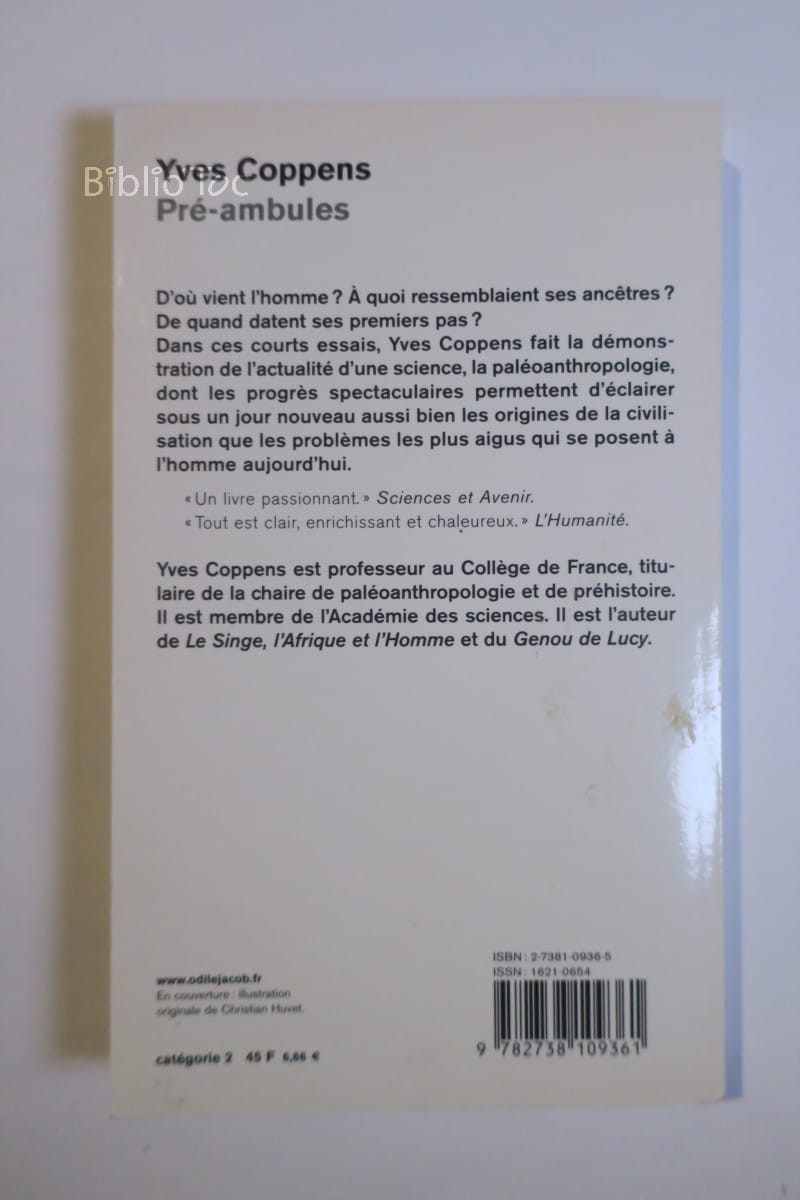 Yves Coppens
Biblio Toc
Pré-ambules
D'où vient l'homme ? À quoi ressemblaient ses ancêtres ?
De quand datent ses premiers pas ?
Dans ces courts essais, Yves Coppens fait la démons-
tration de l'actualité d'une science, la paléoanthropologie,
dont les progrès spectaculaires permettent d'éclairer
sous un jour nouveau aussi bien les origines de la civili-
sation que les problèmes les plus aigus qui se posent à
l'homme aujourd'hui.
« Un livre passionnant. » Sciences et Avenir.
« Tout est clair, enrichissant et chaleureux. » L'Humanité.
Yves Coppens est professeur au Collège de France, titu-
laire de la chaire de paléoanthropologie et de préhistoire.
Il est membre de l'Académie des sciences. Il est l'auteur
de Le Singe, l'Afrique et l'Homme et du Genou de Lucy.
www.odilejacob.fr
En couverture : illustration
originale de Christian Huvet.
catégorie 2 45 F 6,86 €
ISBN : 2-7381-0936-5
ISSN : 1621-0654
9 782738 109361